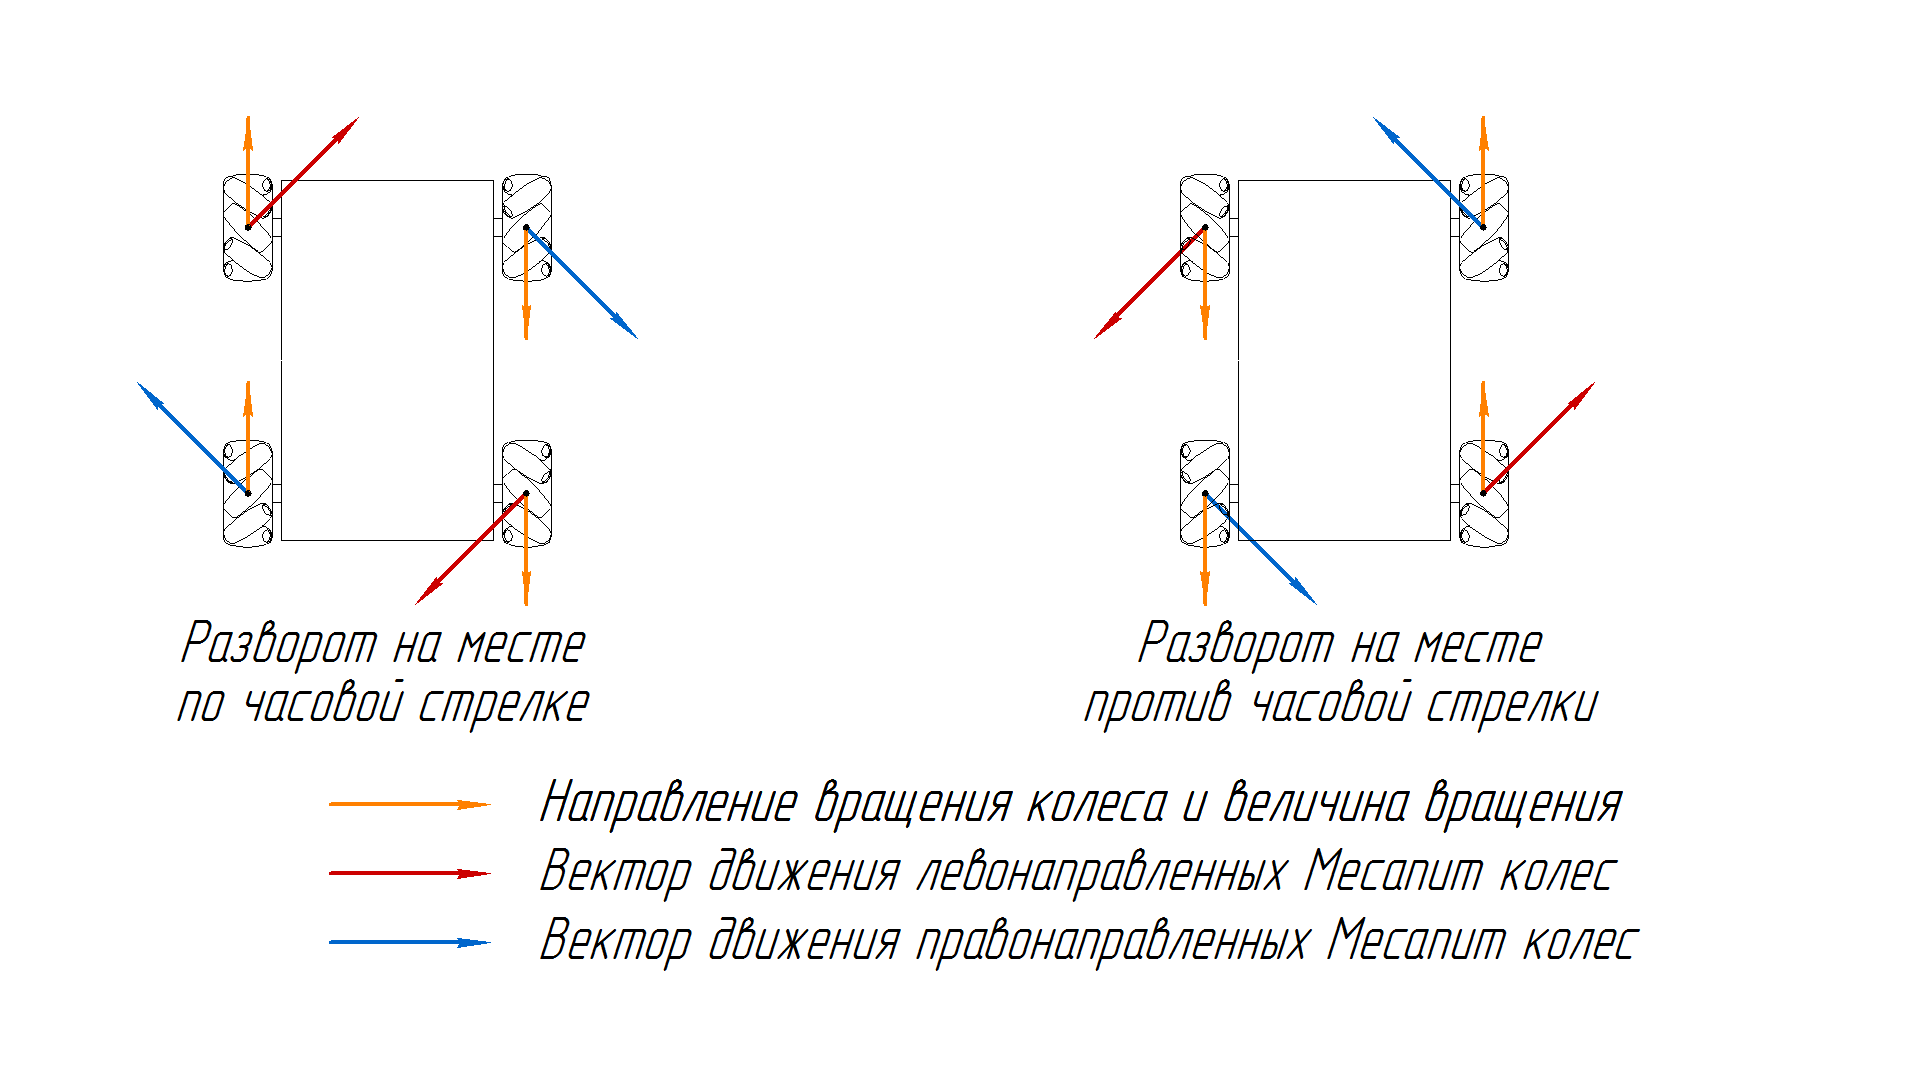 Разворот на месте
по часовой стрелке
Разворот на месте
против часовой стрелки
Направление вращения колеса и величина вращения
Вектор движения левонаправленных Mecanum колес
Вектор движения правонаправленных Mecanum колес